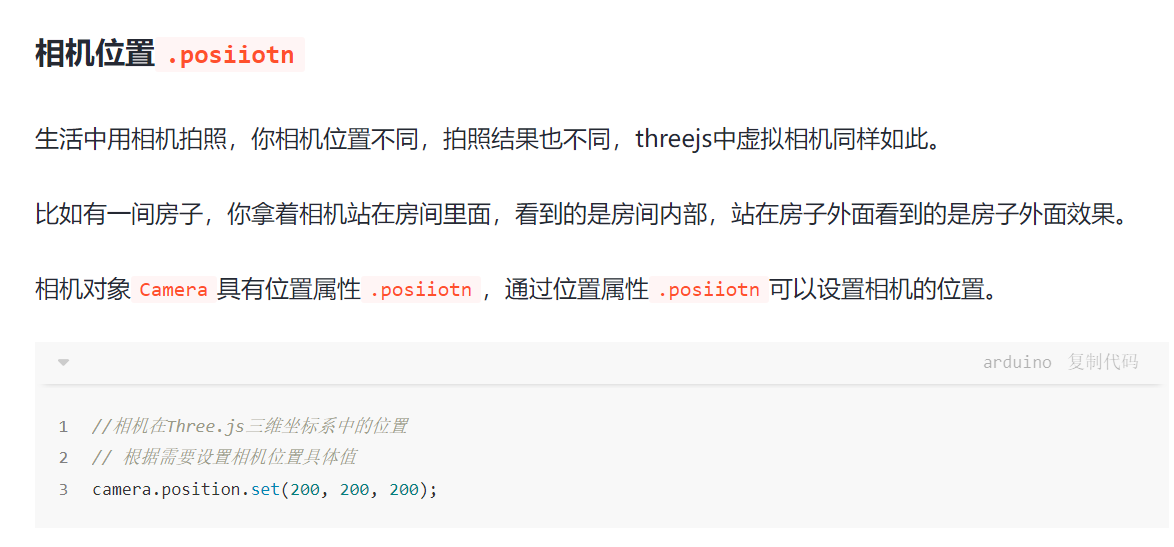 相机位置 .posiiotn
生活中用相机拍照，你相机位置不同，拍照结果也不同，threejs中虚拟相机同样如此。
比如有一间房子，你拿着相机站在房间里面，看到的是房间内部，站在房子外面看到的是房子外面效果。
相机对象 Camera 具有位置属性 .posiiotn ，通过位置属性 .posiiotn 可以设置相机的位置。
arduino 复制代码
1 //相机在Three.js三维坐标系中的位置
2 // 根据需要设置相机位置具体值
3 camera.position.set(200, 200, 200);